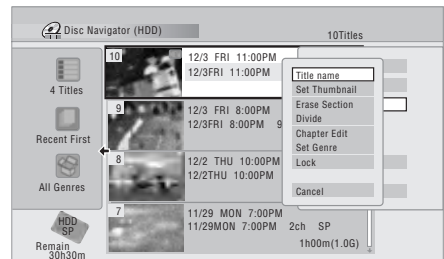 Disc Navigator (HDD)
10Titles
4 Titles
Recent First
All Genres
HDD
SP
Remain
30h30m
10
12/3 FRI 11:00PM
12/3FRI 11:00PM
9
12/3 FRI 8:00PM
12/3FRI 8:00PM 9
8
12/2 THU 10:00PM
12/2THU 10:00PM
7
11/29 MON 7:00PM
11/29MON 7:00PM 2ch SP
1h00m(1.0G)
Title name
Set Thumbnail
Erase Section
Divide
Chapter Edit
Set Genre
Lock
Cancel